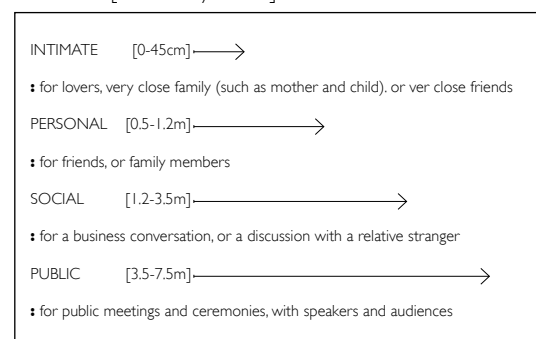 INTIMATE [0-45cm]
: for lovers, very close family (such as mother and child). or ver close friends
PERSONAL [0.5-1.2m]
: for friends, or family members
SOCIAL [1.2-3.5m]
: for a business conversation, or a discussion with a relative stranger
PUBLIC [3.5-7.5m]
: for public meetings and ceremonies, with speakers and audiences